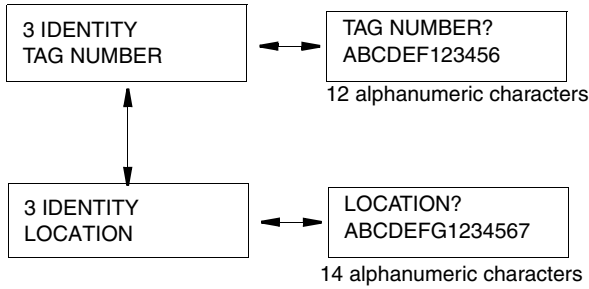 3 IDENTITY
TAG NUMBER
TAG NUMBER?
ABCDEF123456
12 alphanumeric characters
3 IDENTITY
LOCATION
LOCATION?
ABCDEFG1234567
14 alphanumeric characters